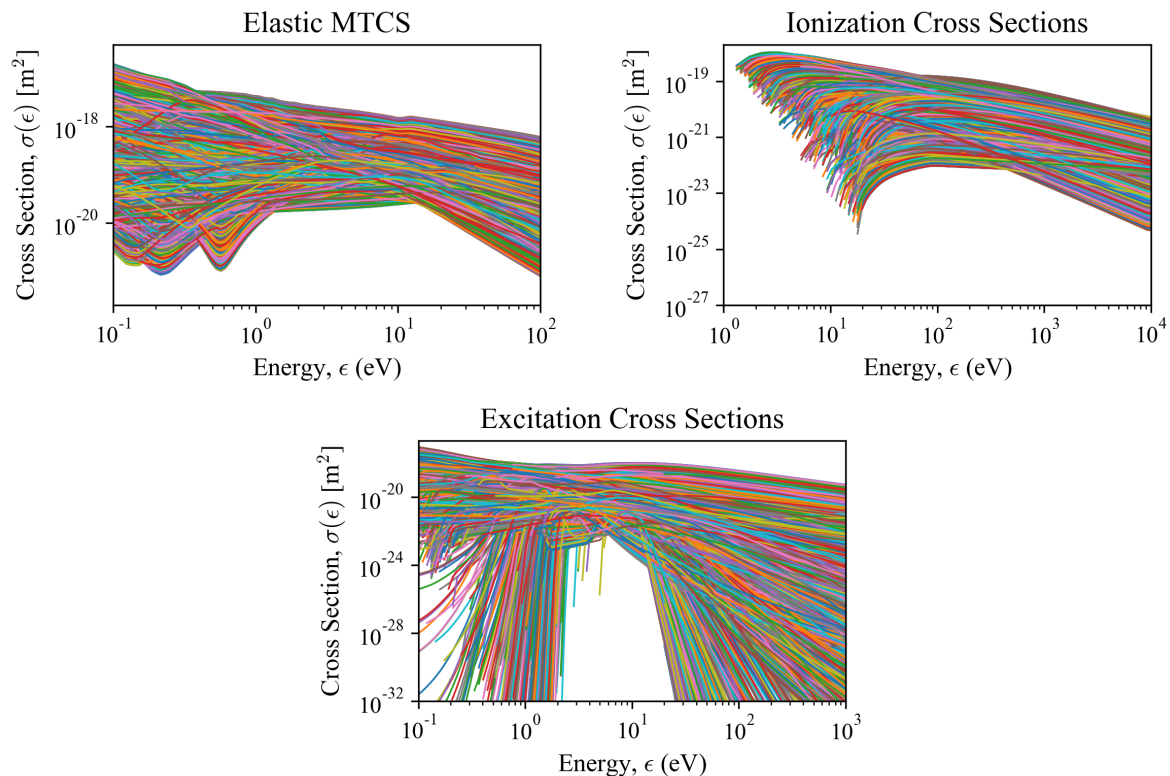 Elastic MTCS
Cross Section, σ(ϵ) [m²]
10⁻¹⁸
10⁻²⁰
10⁻¹ 10⁰ 10¹ 10²
Energy, ϵ (eV)
Ionization Cross Sections
Cross Section, σ(ϵ) [m²]
10⁻¹⁹
10⁻²¹
10⁻²³
10⁻²⁵
10⁻²⁷
10⁰ 10¹ 10² 10³ 10⁴
Energy, ϵ (eV)
Excitation Cross Sections
Cross Section, σ(ϵ) [m²]
10⁻²⁰
10⁻²⁴
10⁻²⁸
10⁻³²
10⁻¹ 10⁰ 10¹ 10² 10³
Energy, ϵ (eV)